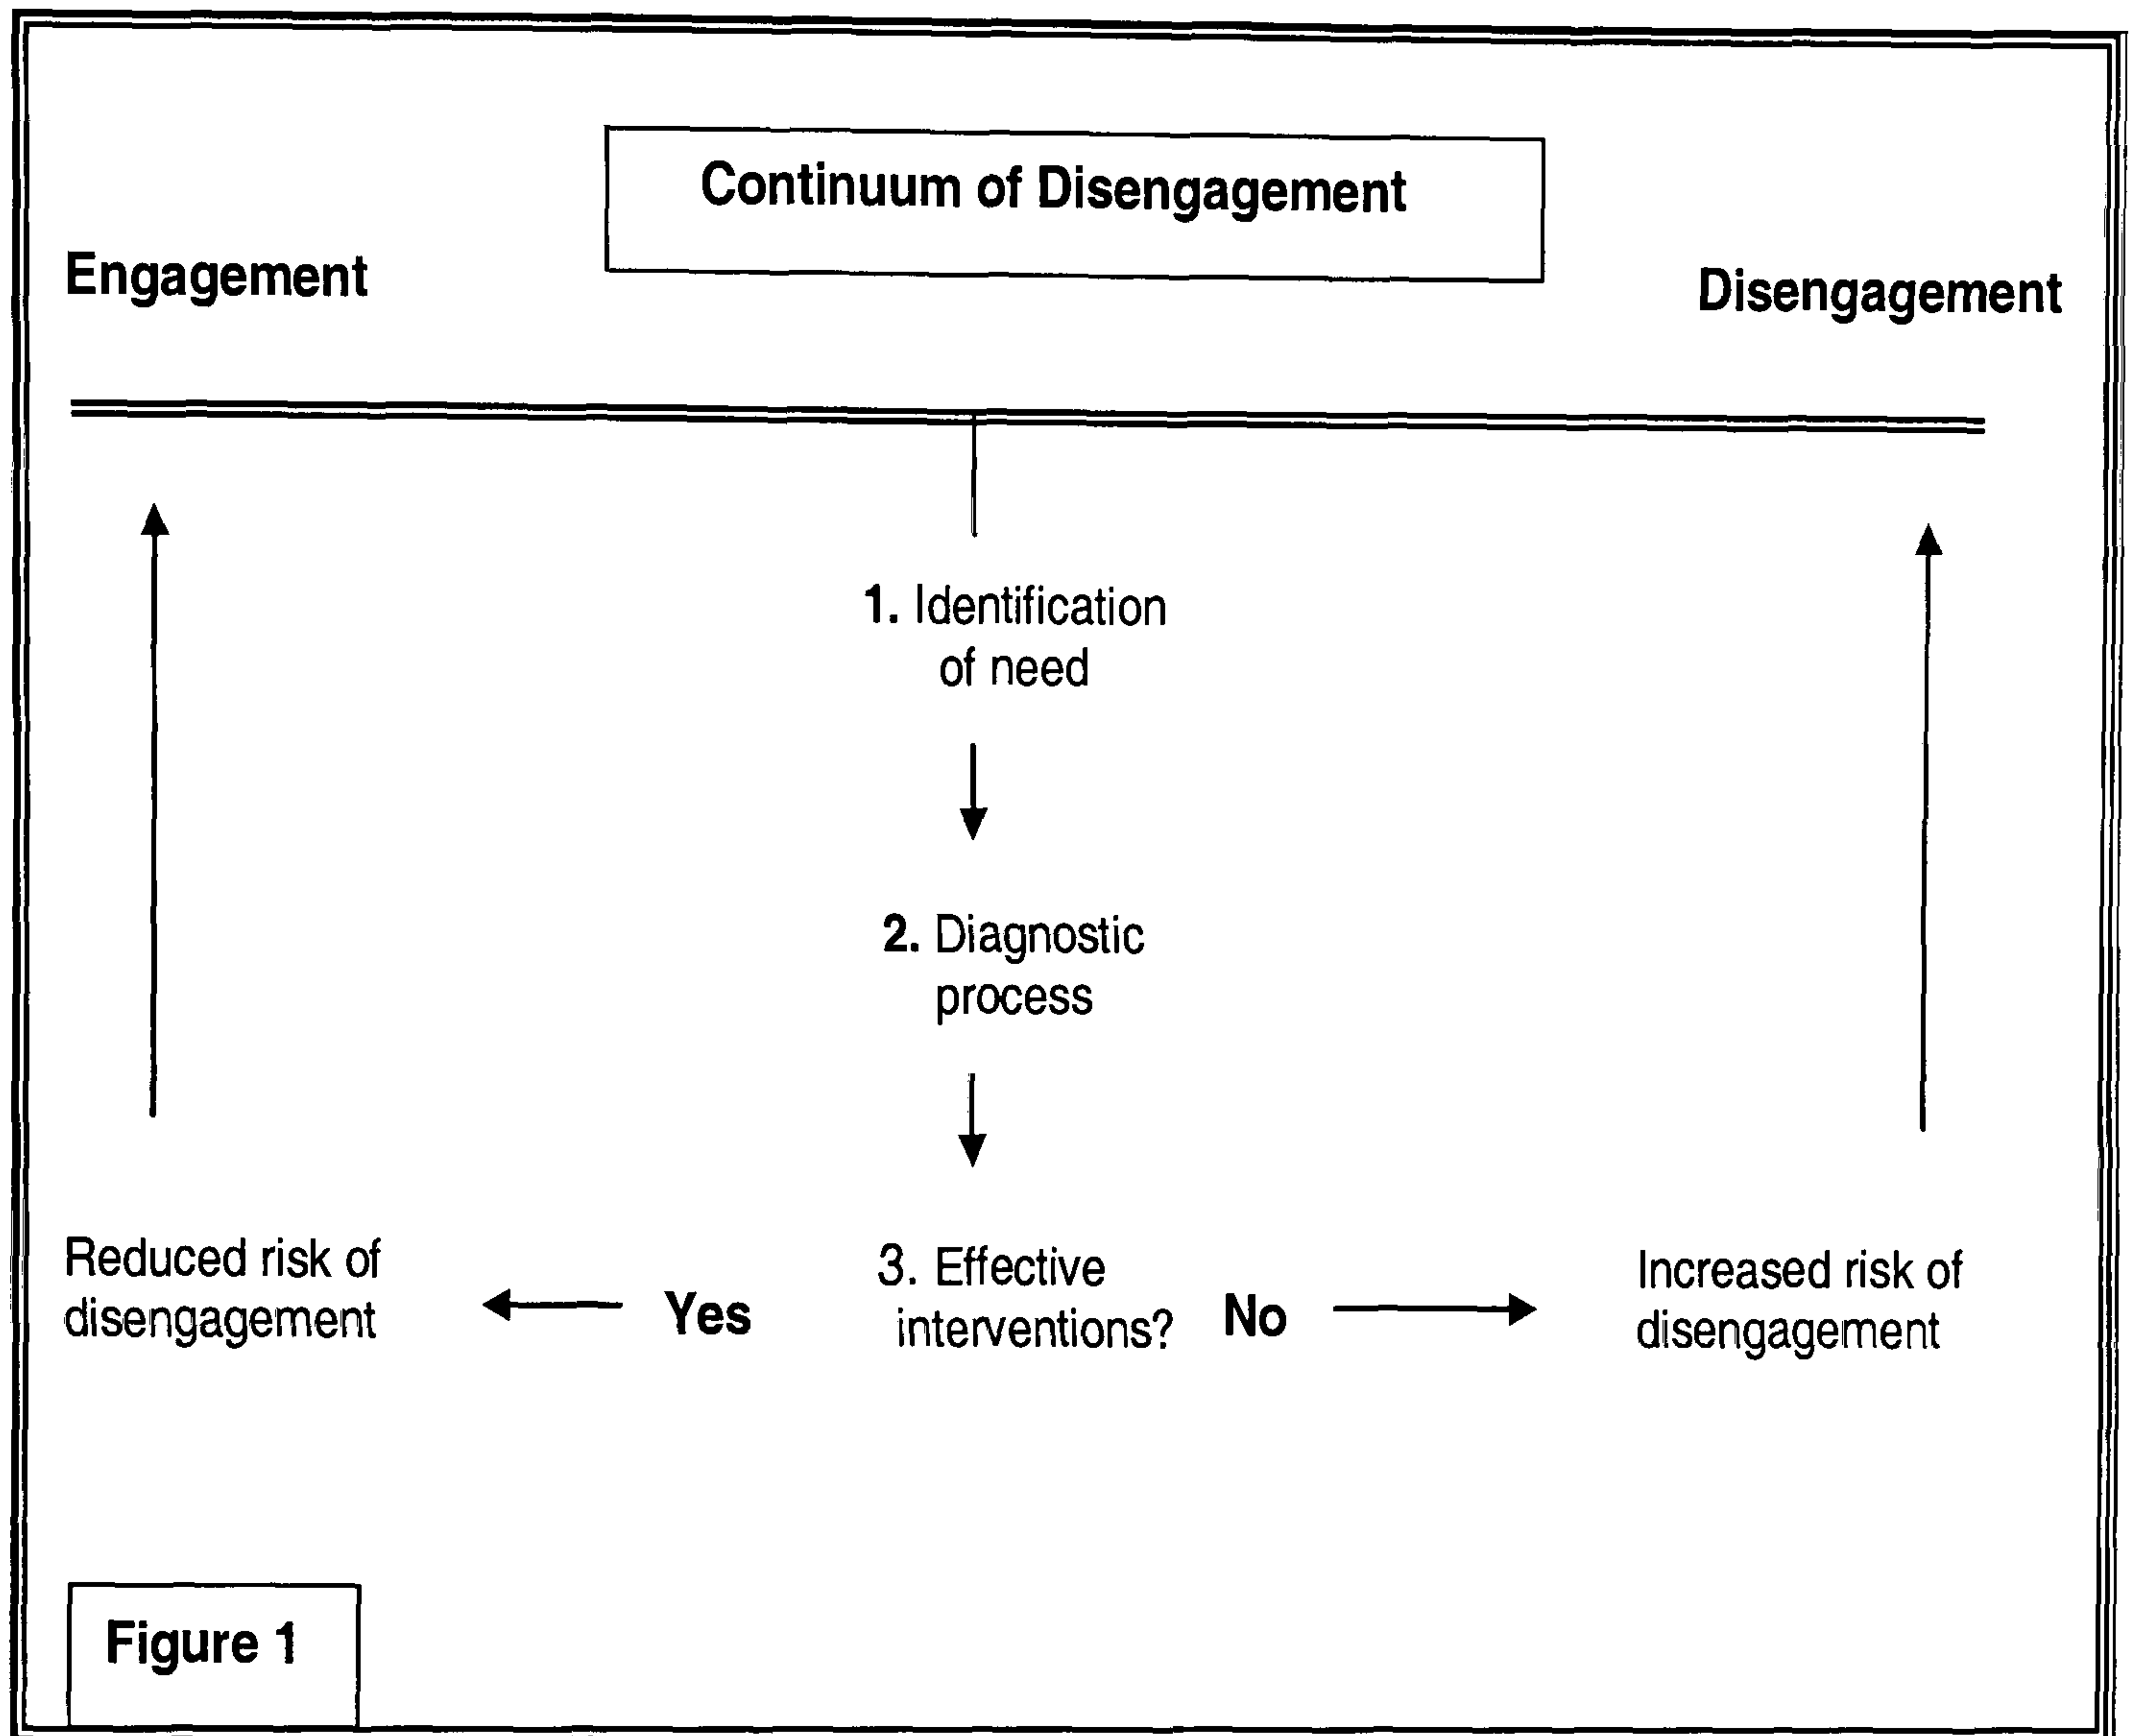 Continuum of Disengagement
Engagement
Disengagement
1. Identification
of need
2. Diagnostic
process
Reduced risk of
disengagement
Yes
3. Effective
interventions?
No
Increased risk of
disengagement
Figure 1